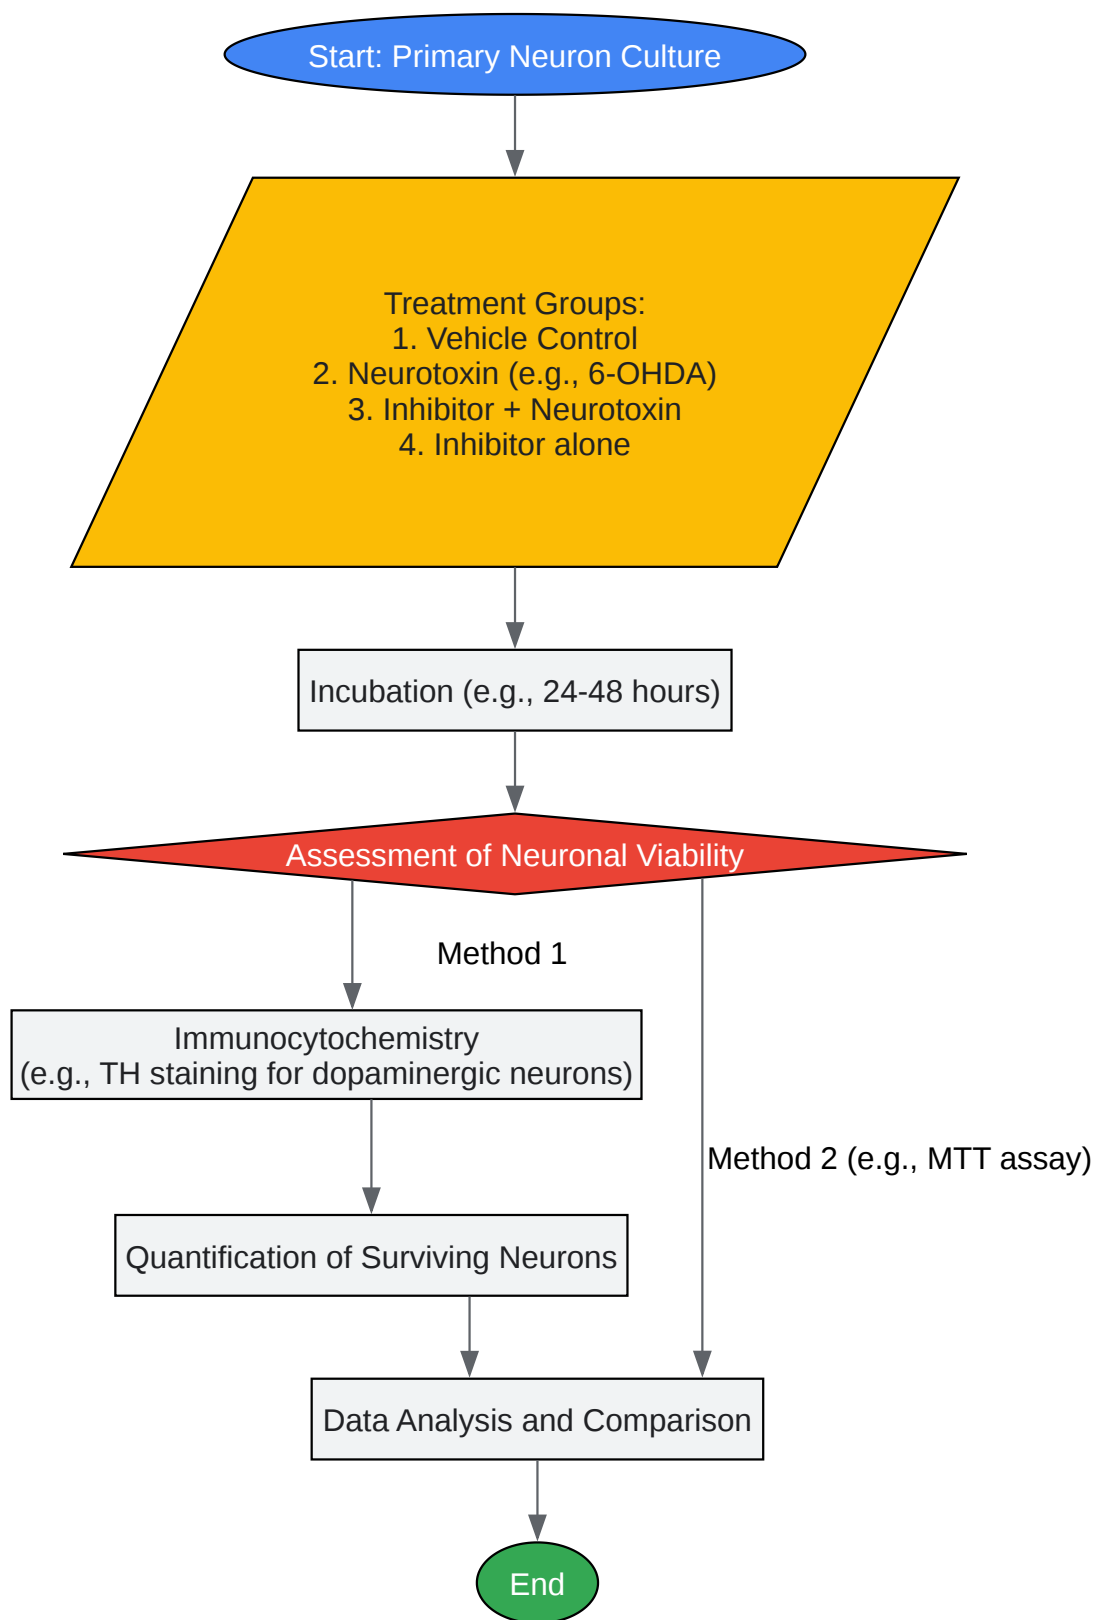 Start: Primary Neuron Culture
Treatment Groups:
1. Vehicle Control
2. Neurotoxin (e.g., 6-OHDA)
3. Inhibitor + Neurotoxin
4. Inhibitor alone
Incubation (e.g., 24-48 hours)
Assessment of Neuronal Viability
Method 1
Immunocytochemistry
(e.g., TH staining for dopaminergic neurons)
Method 2 (e.g., MTT assay)
Quantification of Surviving Neurons
Data Analysis and Comparison
End